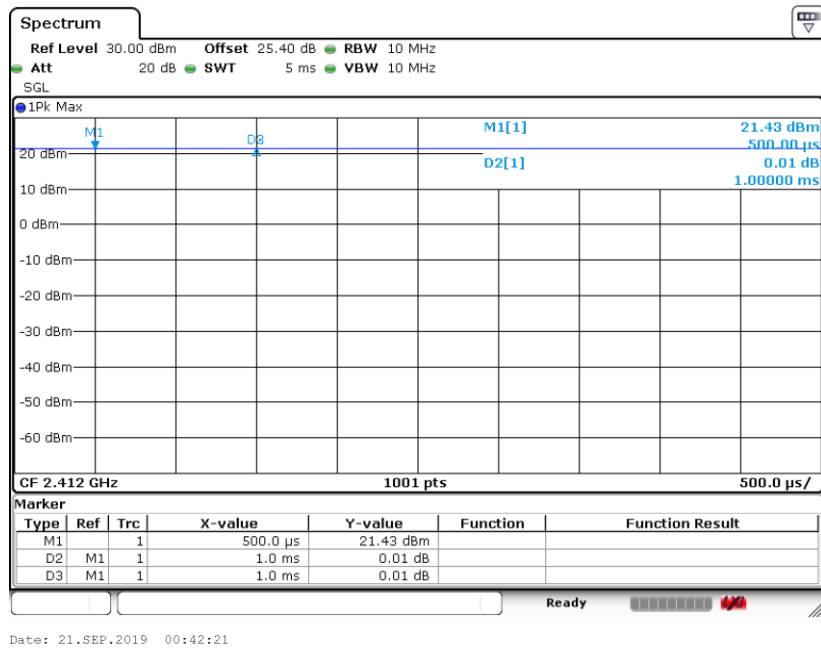 Spectrum
Ref Level 30.00 dBm Offset 25.40 dB RBW 10 MHz
Att 20 dB SWT 5 ms VBW 10 MHz
SGL
1Pk Max
M1[1] 21.43 dBm
500.00 µs
D2[1] 0.01 dB
1.00000 ms
M1
20 dBm
10 dBm
0 dBm
-10 dBm
-20 dBm
-30 dBm
-40 dBm
-50 dBm
-60 dBm
CF 2.412 GHz 1001 pts 500.0 µs/
Marker
Type Ref Trc X-value Y-value Function Function Result
M1 1 500.0 µs 21.43 dBm
D2 M1 1 1.0 ms 0.01 dB
D3 M1 1 1.0 ms 0.01 dB
Ready
Date: 21.SEP.2019 00:42:21